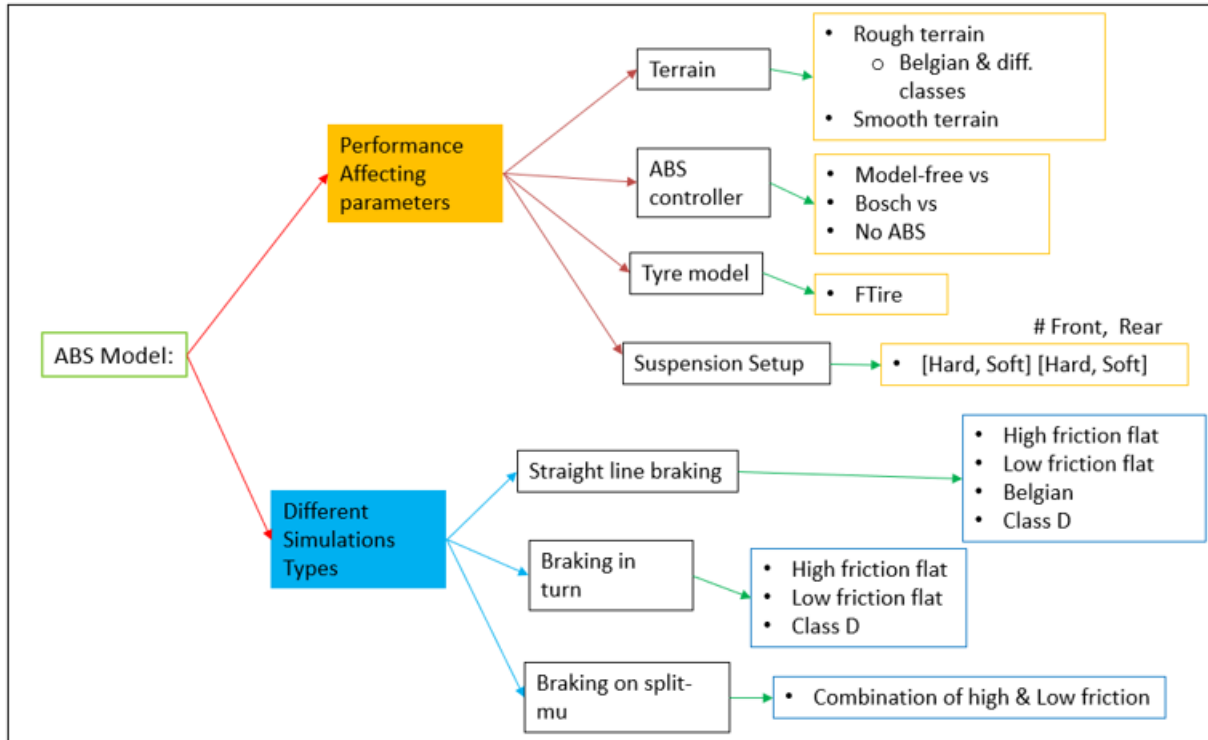 ABS Model:
Performance
Affecting
parameters
Terrain
• Rough terrain
o Belgian & diff.
classes
• Smooth terrain
ABS
controller
• Model-free vs
• Bosch vs
• No ABS
Tyre model
• FTire
# Front, Rear
Suspension Setup
• [Hard, Soft] [Hard, Soft]
Different
Simulations
Types
Straight line braking
• High friction flat
• Low friction flat
• Belgian
• Class D
Braking in
turn
• High friction flat
• Low friction flat
• Class D
Braking on split-
mu
• Combination of high & Low friction